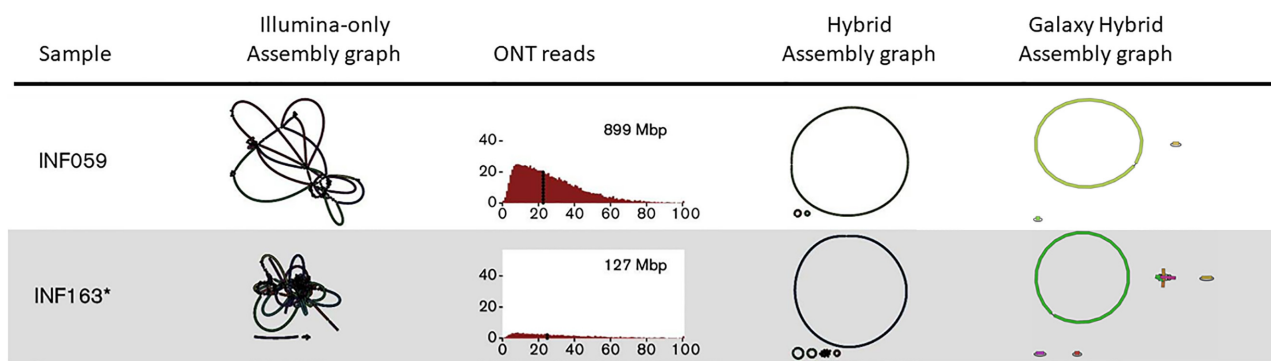 Sample
Illumina-only
Assembly graph
ONT reads
Hybrid
Assembly graph
Galaxy Hybrid
Assembly graph
INF059
899 Mbp
40
20
0
0 20 40 60 80 100
INF163*
127 Mbp
40
20
0
0 20 40 60 80 100